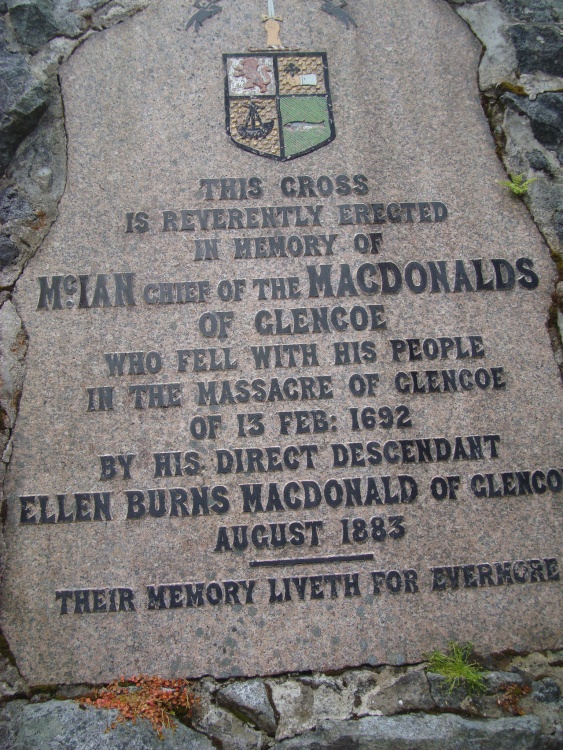 THIS CROSS
IS REVERENTLY ERECTED
IN MEMORY OF
McIAN CHIEF OF THE MACDONALDS
OF GLENCOE
WHO FELL WITH HIS PEOPLE
IN THE MASSACRE OF GLENCOE
OF 13 FEB: 1692
BY HIS DIRECT DESCENDANT
ELLEN BURNS MACDONALD OF GLENCO
AUGUST 1883
THEIR MEMORY LIVETH FOR EVERMORE